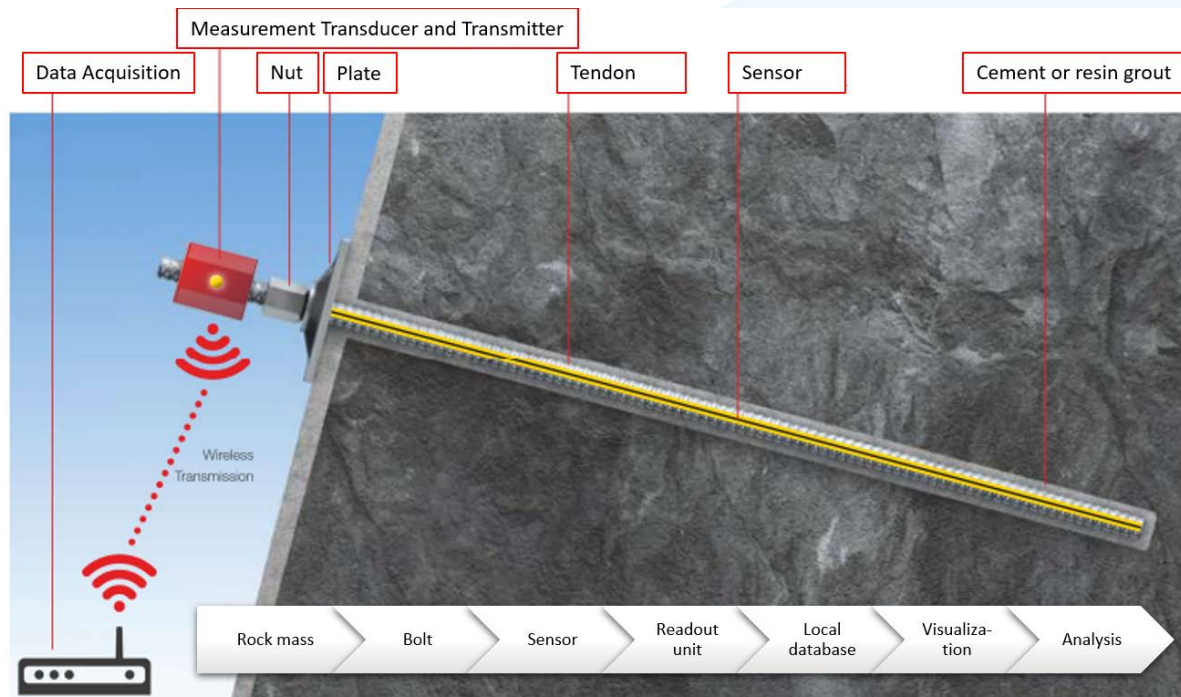 Measurement Transducer and Transmitter
Data Acquisition
Nut
Plate
Tendon
Sensor
Cement or resin grout
Wireless
Transmission
Rock mass
Bolt
Sensor
Readout
unit
Local
database
Visualiza-
tion
Analysis